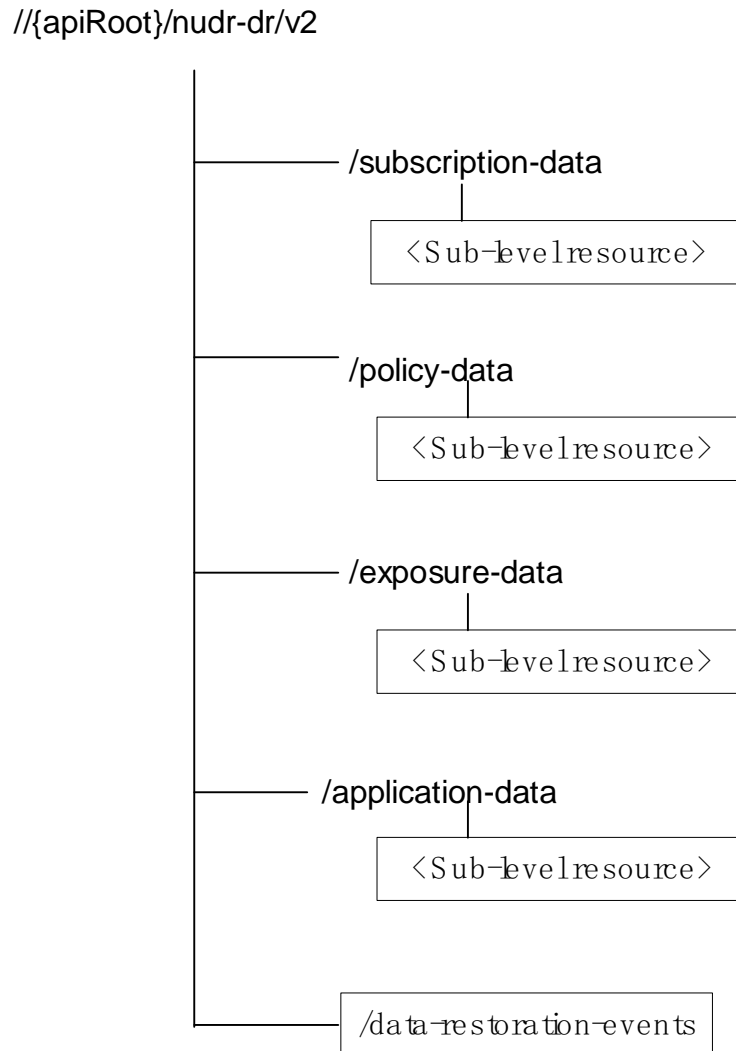 //{apiRoot}/nudr-dr/v2
/subscription-data
<Sub-levelresource>
/policy-data
<Sub-levelresource>
/exposure-data
<Sub-levelresource>
/application-data
<Sub-levelresource>
/data-restoration-events